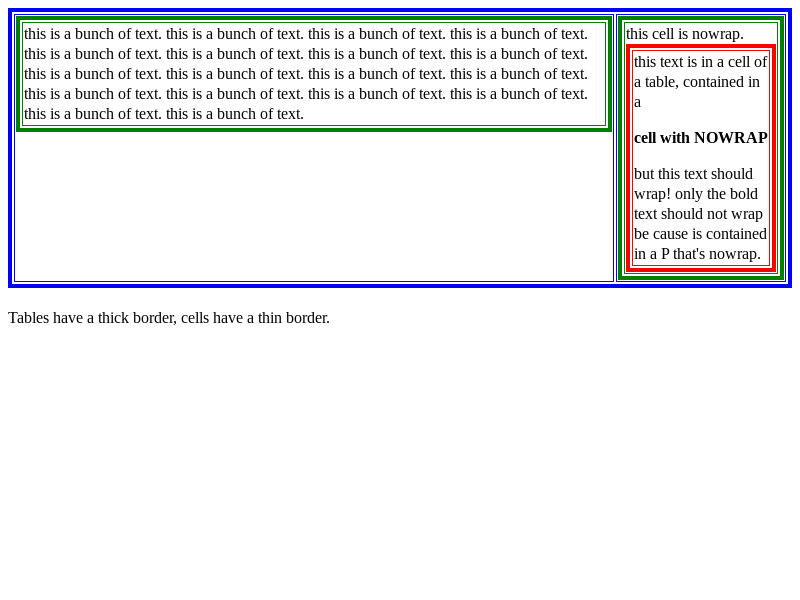 this is a bunch of text. this is a bunch of text. this is a bunch of text. this is a bunch of text.
this is a bunch of text. this is a bunch of text. this is a bunch of text. this is a bunch of text.
this is a bunch of text. this is a bunch of text. this is a bunch of text. this is a bunch of text.
this is a bunch of text. this is a bunch of text. this is a bunch of text. this is a bunch of text.
this is a bunch of text. this is a bunch of text.
this cell is nowrap.
this text is in a cell of
a table, contained in
a
cell with NOWRAP
but this text should
wrap! only the bold
text should not wrap
be cause is contained
in a P that's nowrap.
Tables have a thick border, cells have a thin border.